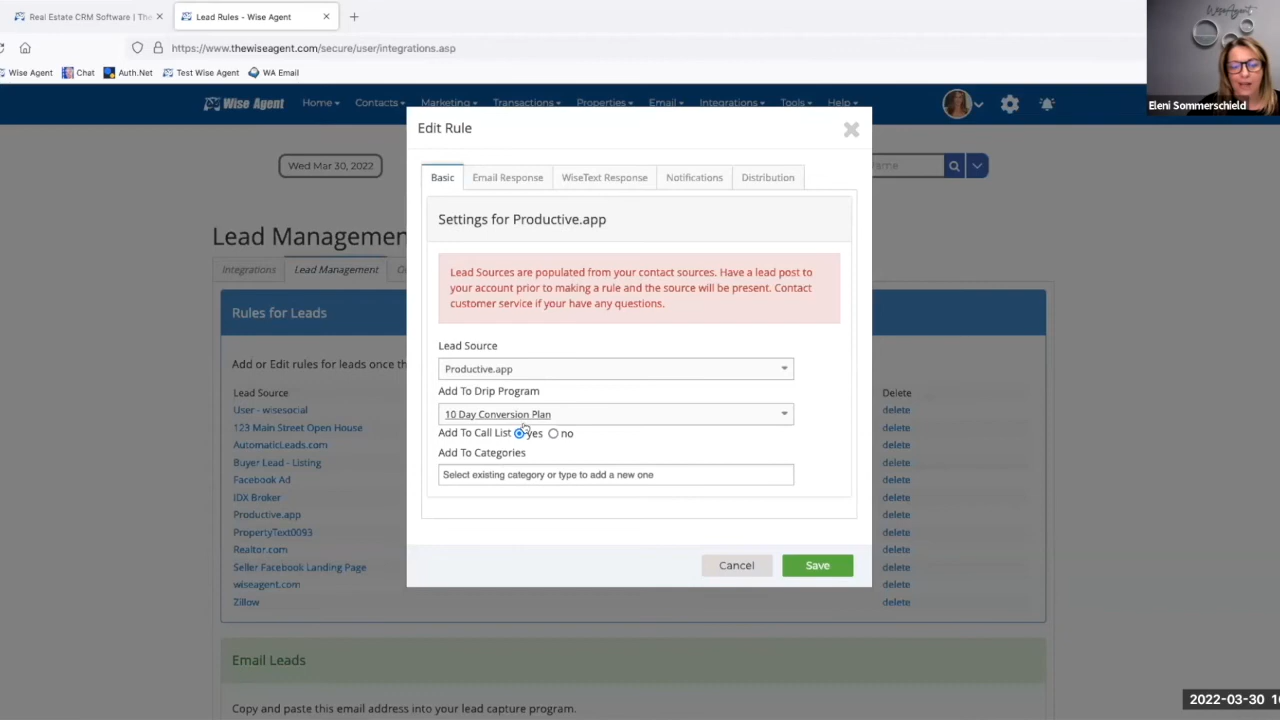 Real Estate CRM Software | The
Lead Rules - Wise Agent
https://www.thewiseagent.com/secure/user/integrations.asp
Wise Agent
Chat
Auth.Net
Test Wise Agent
WA Email
WiseAgent
Eleni Sommerschield
Wise Agent
Home
Contacts
Marketing
Transactions
Properties
Email
Integrations
Tools
Help
Edit Rule
Wed Mar 30, 2022
Name
Basic
Email Response
WiseText Response
Notifications
Distribution
Settings for Productive.app
Lead Managemen
Integrations
Lead Management
Lead Sources are populated from your contact sources. Have a lead post to
your account prior to making a rule and the source will be present. Contact
customer service if your have any questions.
Rules for Leads
Lead Source
Productive.app
Add To Drip Program
10 Day Conversion Plan
Add To Call List yes no
Add To Categories
Select existing category or type to add a new one
Cancel
Save
Add or Edit rules for leads once th
Lead Source
Delete
User - wisesocial
delete
123 Main Street Open House
delete
AutomaticLeads.com
delete
Buyer Lead - Listing
delete
Facebook Ad
delete
IDX Broker
delete
Productive.app
delete
PropertyText0093
delete
Realtor.com
delete
Seller Facebook Landing Page
delete
wiseagent.com
delete
Zillow
delete
Email Leads
Copy and paste this email address into your lead capture program.
2022-03-30 1